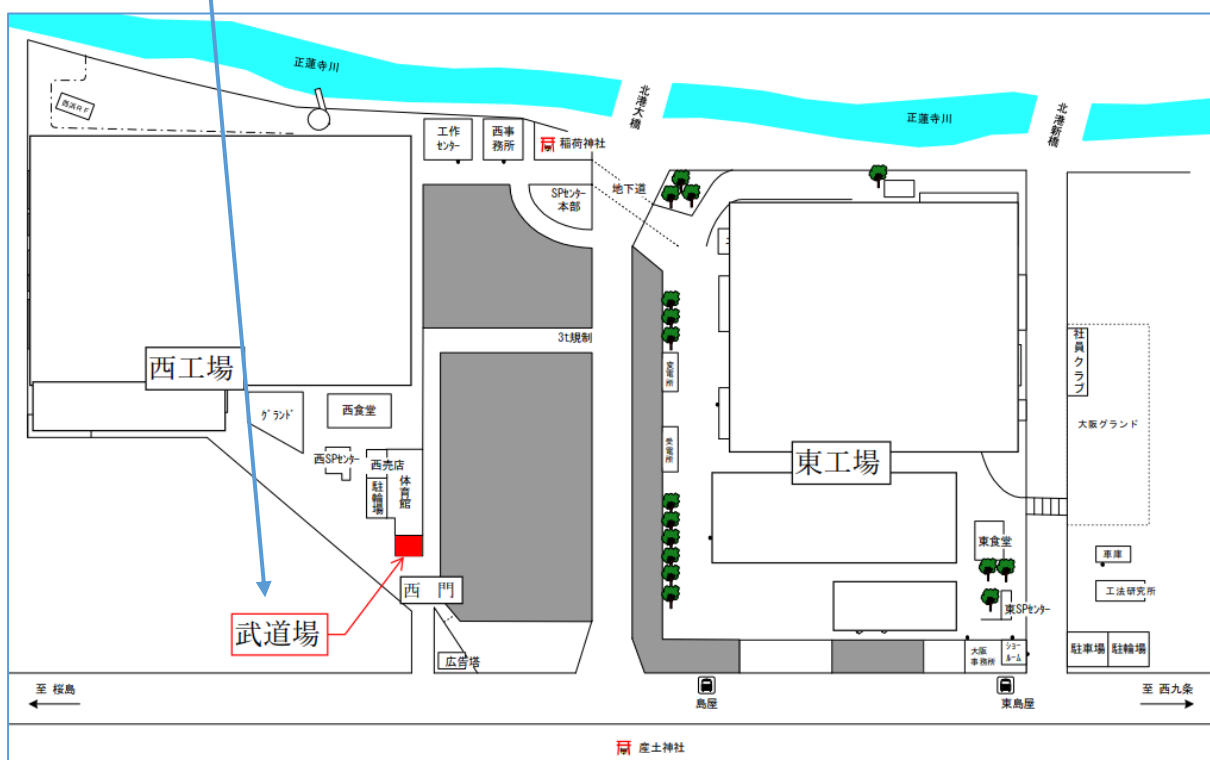 正蓮寺川
北港大橋
正蓮寺川
北港新橋
西浜RF
工作
センター
西事
務所
稲荷神社
地下道
SPセンター
本部
3t規制
西工場
グランド
西食堂
西SPセンター
西売店
駐輪場
体育館
西 門
武道場
広告塔
変電所
受電所
東工場
社員クラブ
大阪グランド
東食堂
東SPセンター
車庫
工法研究所
大阪
事務所
ショー
ルーム
駐車場
駐輪場
至 桜島
島屋
東島屋
至 西九条
産土神社